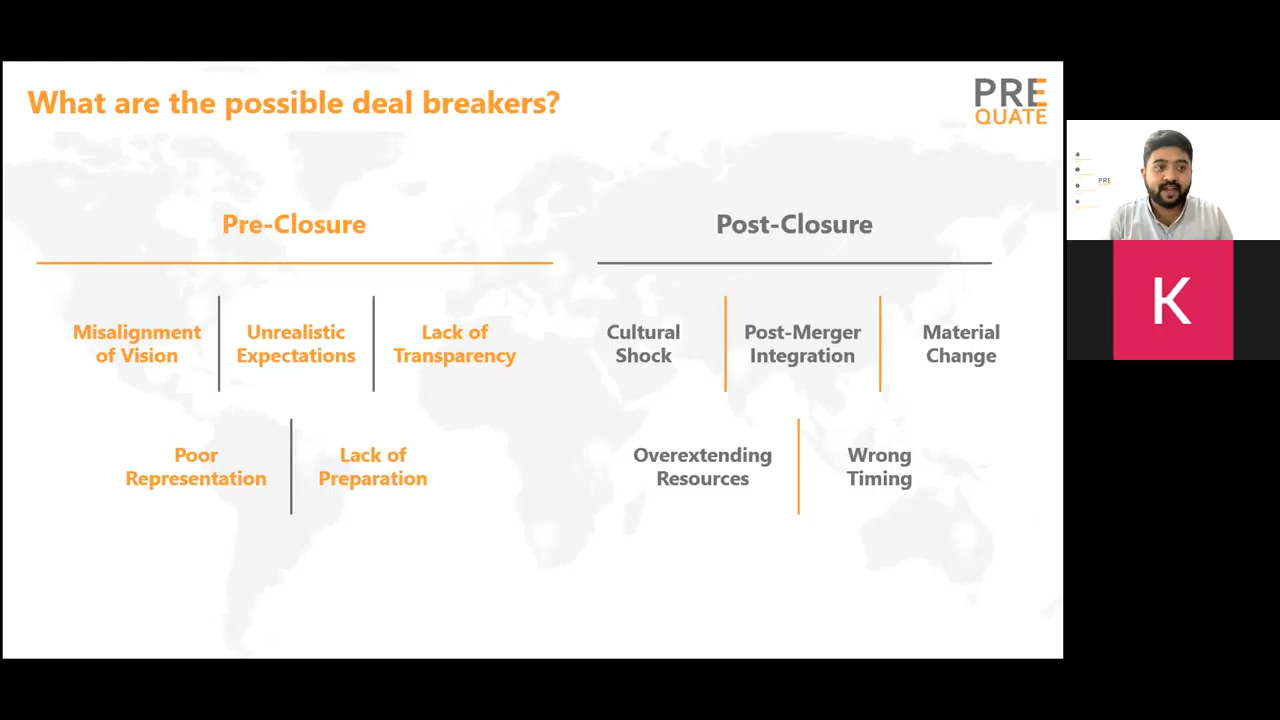 What are the possible deal breakers?
PRE
QUATE
Pre-Closure
Post-Closure
Misalignment
of Vision
Unrealistic
Expectations
Lack of
Transparency
Cultural
Shock
Post-Merger
Integration
Material
Change
Poor
Representation
Lack of
Preparation
Overextending
Resources
Wrong
Timing
PRE
K